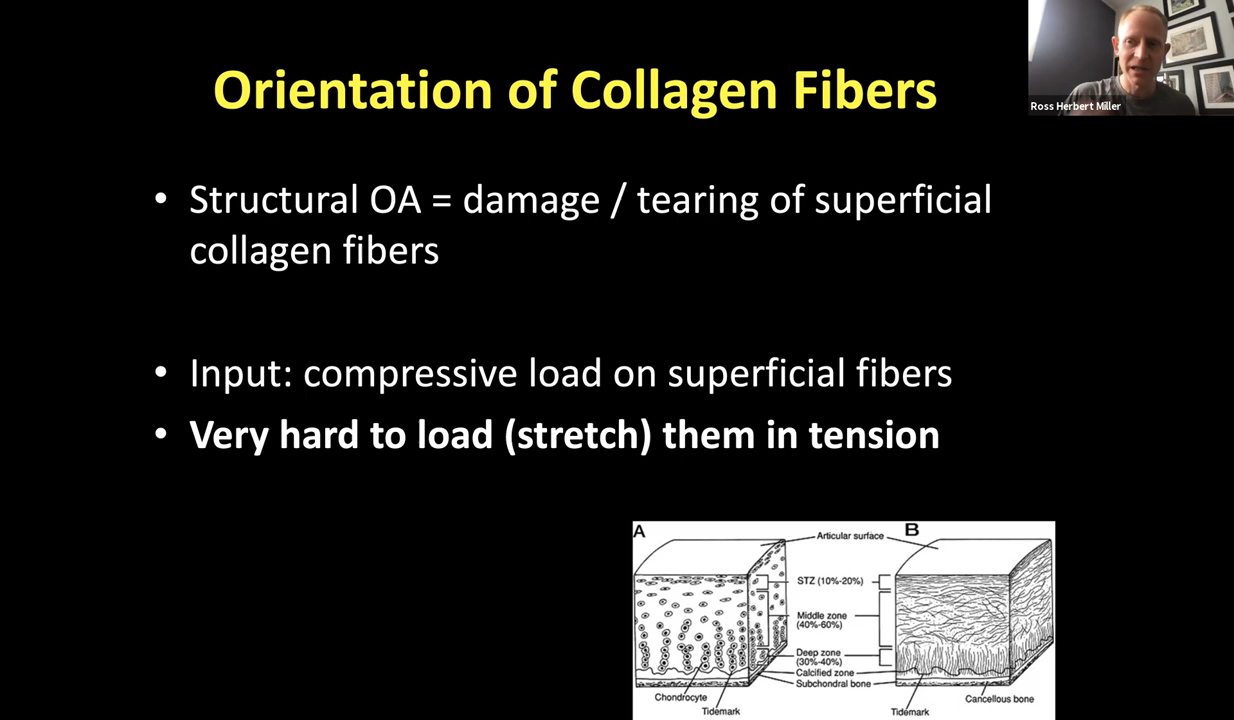 Orientation of Collagen Fibers
Ross Herbert Miller
• Structural OA = damage / tearing of superficial
collagen fibers
• Input: compressive load on superficial fibers
• Very hard to load (stretch) them in tension
A
B
Articular surface
STZ (10%-20%)
Middle zone
(40%-60%)
Deep zone
(30%-40%)
Calcified zone
Subchondral bone
Chondrocyte
Tidemark
Tidemark
Cancellous bone